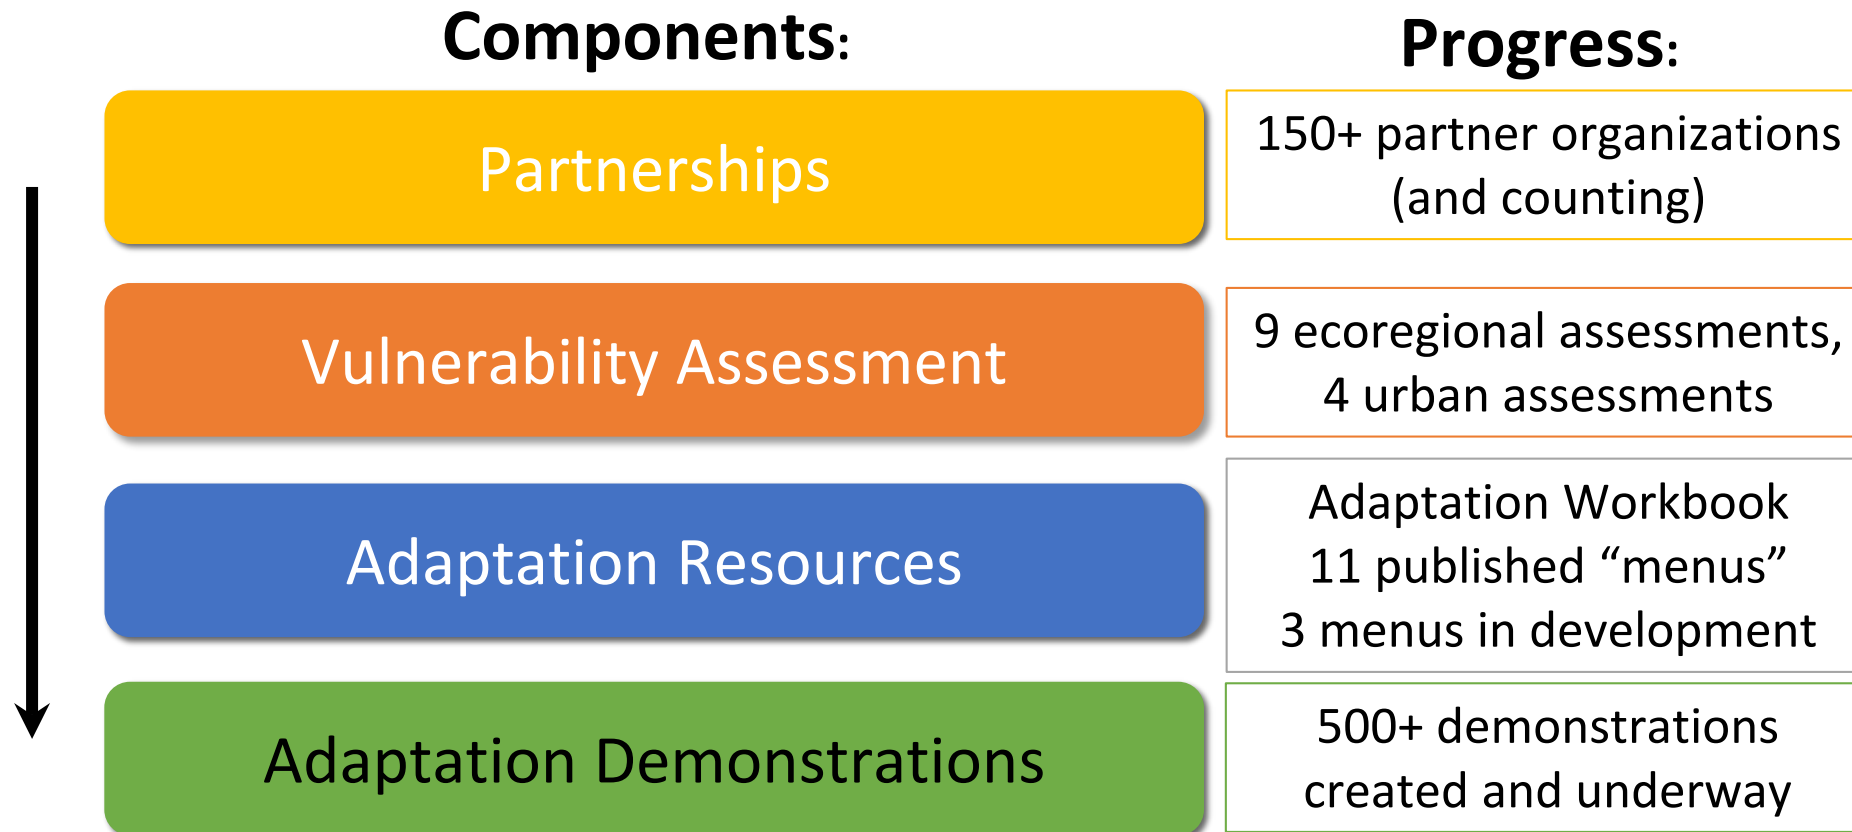 Components:
Progress:
Partnerships
150+ partner organizations
(and counting)
Vulnerability Assessment
9 ecoregional assessments,
4 urban assessments
Adaptation Resources
Adaptation Workbook
11 published “menus”
3 menus in development
Adaptation Demonstrations
500+ demonstrations
created and underway